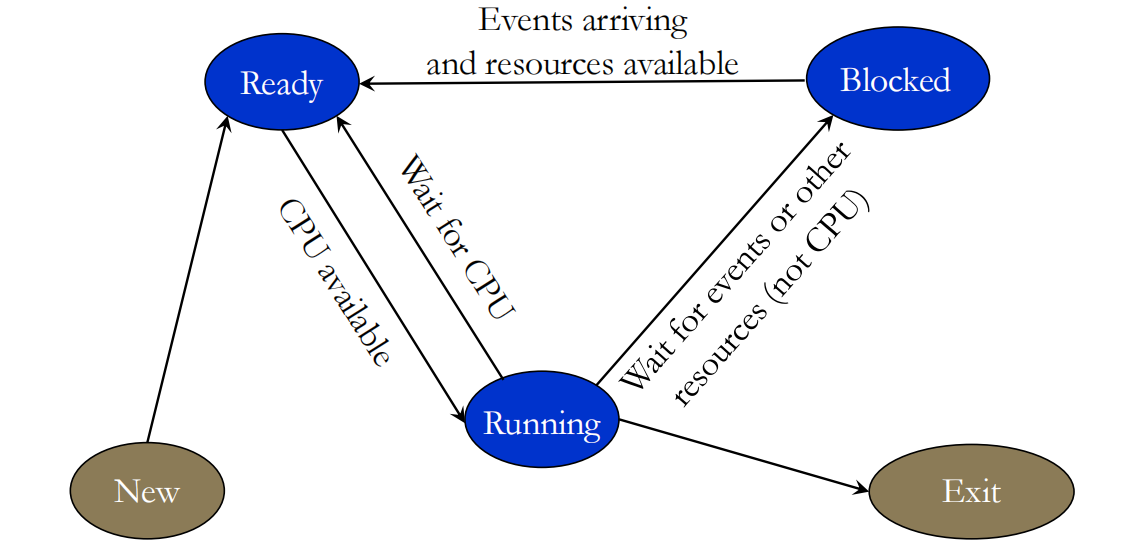 Events arriving
and resources available
Ready
Blocked
Wait for CPU
CPU available
Wait for events or other
resources (not CPU)
Running
New
Exit